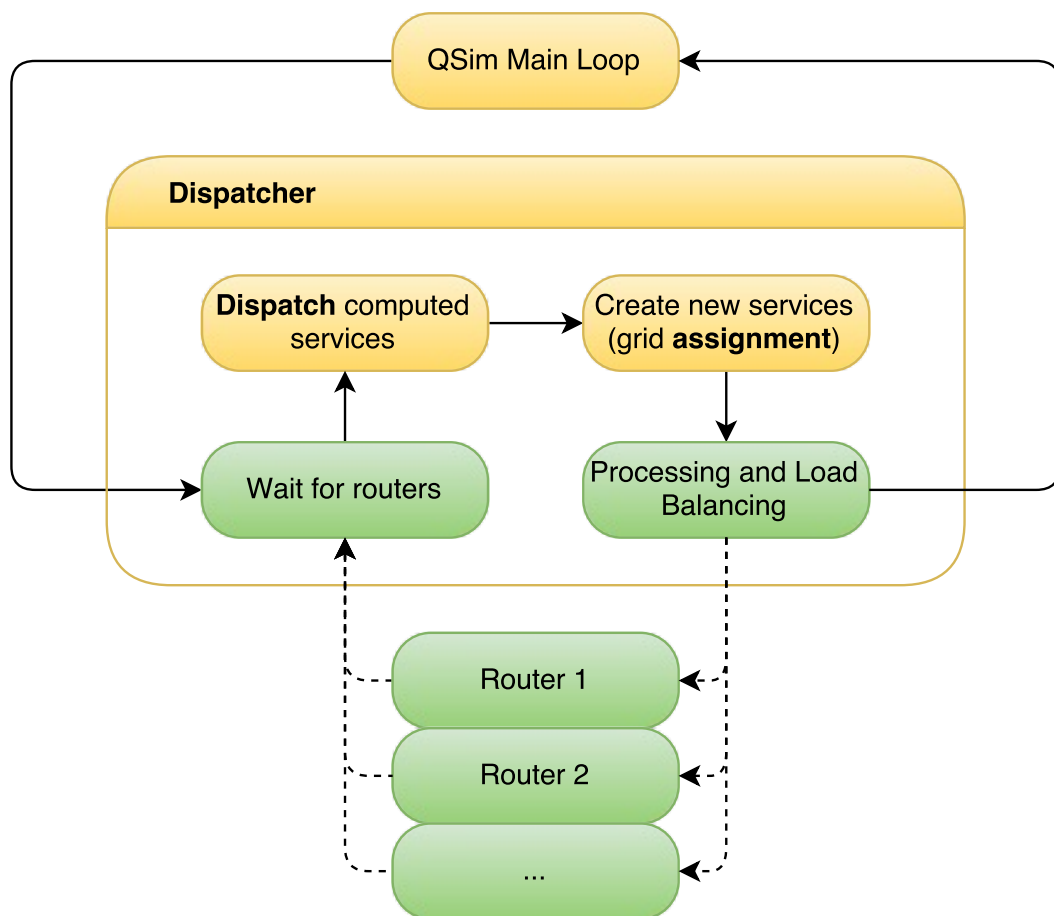 QSim Main Loop
Dispatcher
Dispatch computed
services
Create new services
(grid assignment)
Wait for routers
Processing and Load
Balancing
Router 1
Router 2
...